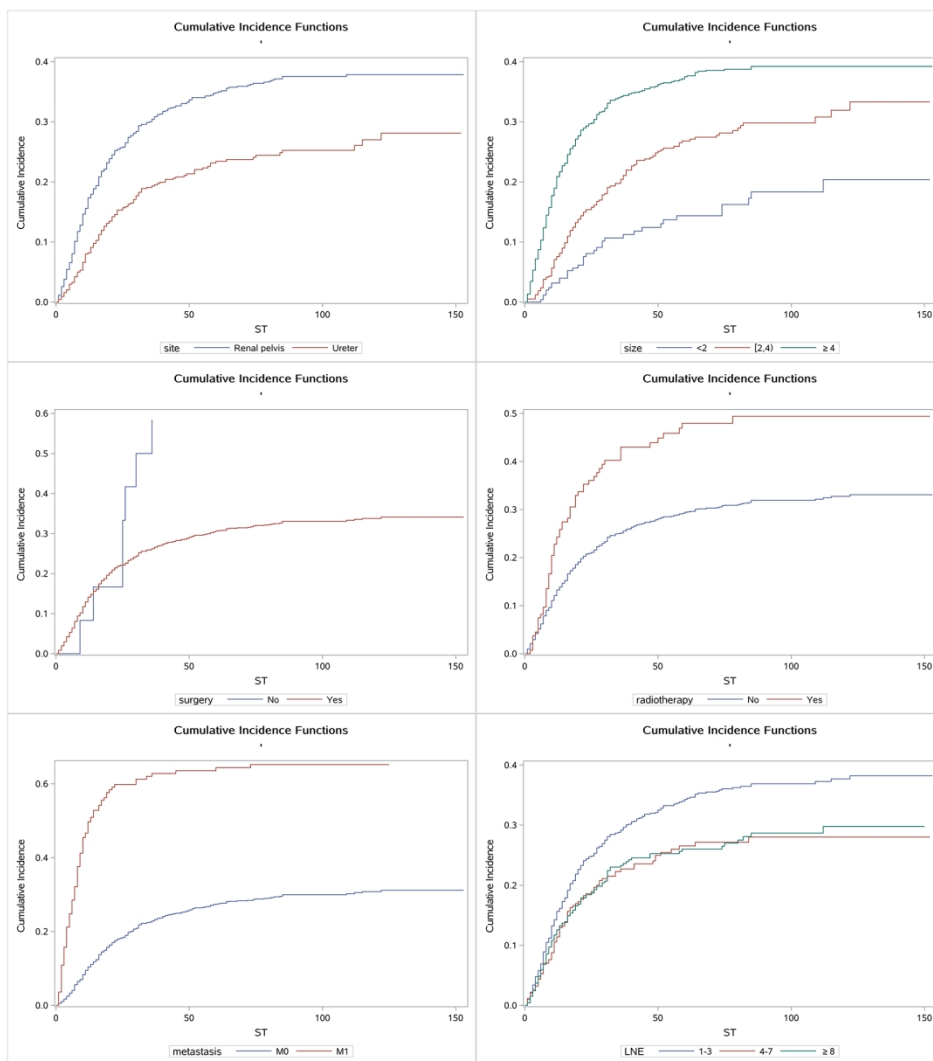 Cumulative Incidence Functions
Cumulative Incidence
0.4
0.3
0.2
0.1
0.0
0 50 100 150
ST
site Renal pelvis Ureter
Cumulative Incidence Functions
Cumulative Incidence
0.4
0.3
0.2
0.1
0.0
0 50 100 150
ST
size <2 [2,4) ≥ 4
Cumulative Incidence Functions
Cumulative Incidence
0.6
0.5
0.4
0.3
0.2
0.1
0.0
0 50 100 150
ST
surgery No Yes
Cumulative Incidence Functions
Cumulative Incidence
0.5
0.4
0.3
0.2
0.1
0.0
0 50 100 150
ST
radiotherapy No Yes
Cumulative Incidence Functions
Cumulative Incidence
0.6
0.4
0.2
0.0
0 50 100 150
ST
metastasis M0 M1
Cumulative Incidence Functions
Cumulative Incidence
0.4
0.3
0.2
0.1
0.0
0 50 100 150
ST
LNE 1-3 4-7 ≥ 8